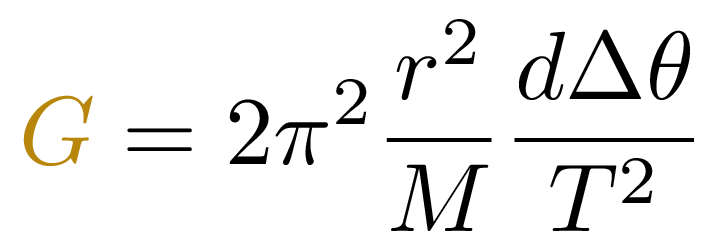 G = 2π² r²/M dΔθ/T²